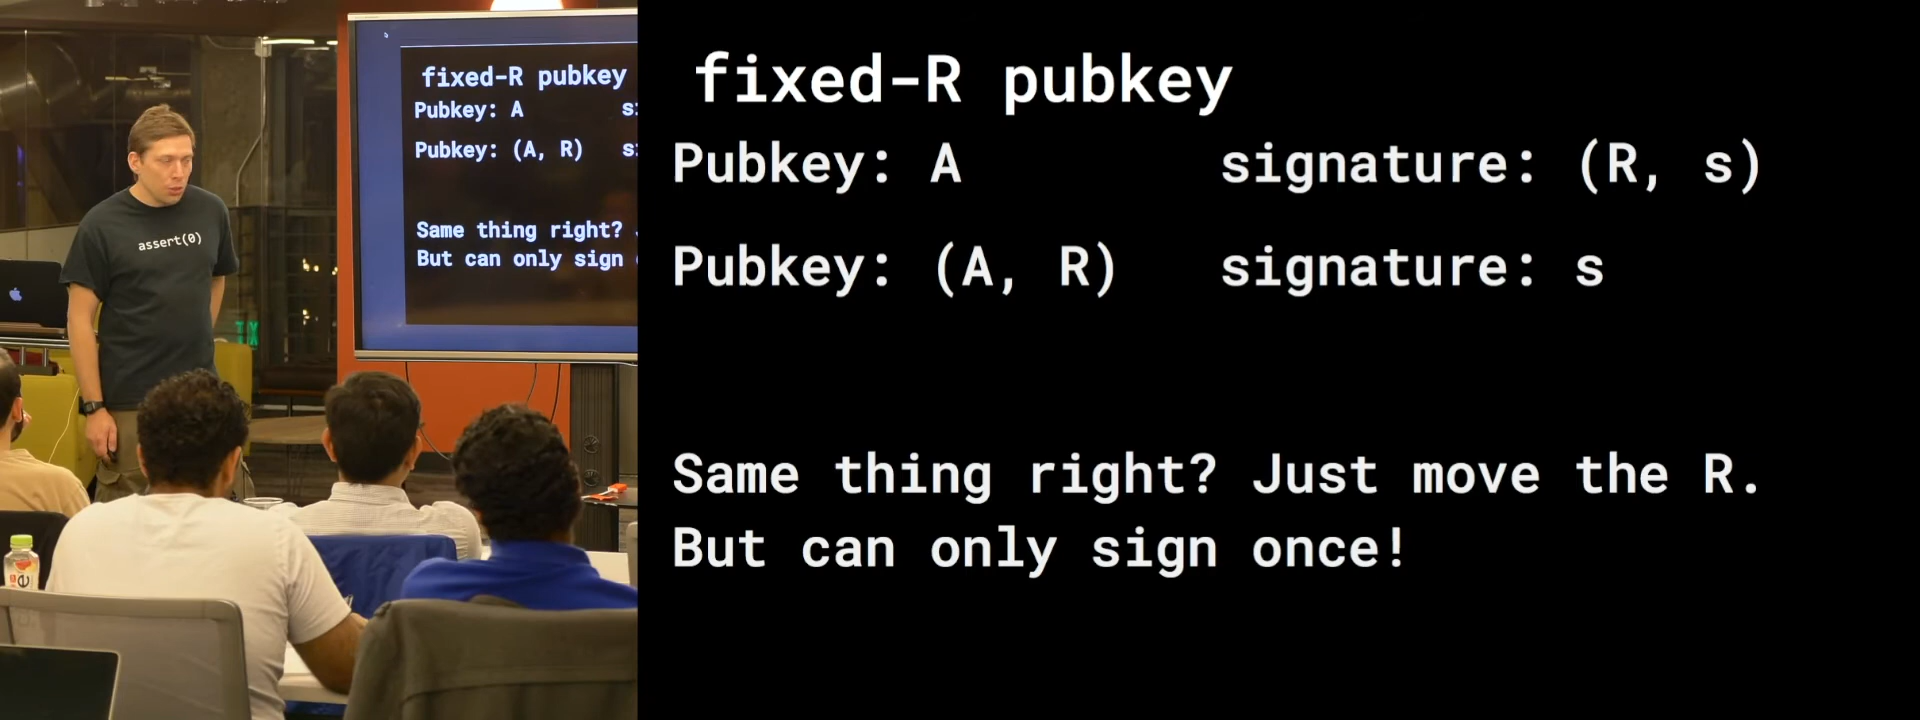 assert(0)
fixed-R pubkey
Pubkey: A s
Pubkey: (A, R) s
Same thing right?
But can only sign
fixed-R pubkey
Pubkey: A signature: (R, s)
Pubkey: (A, R) signature: s
Same thing right? Just move the R.
But can only sign once!